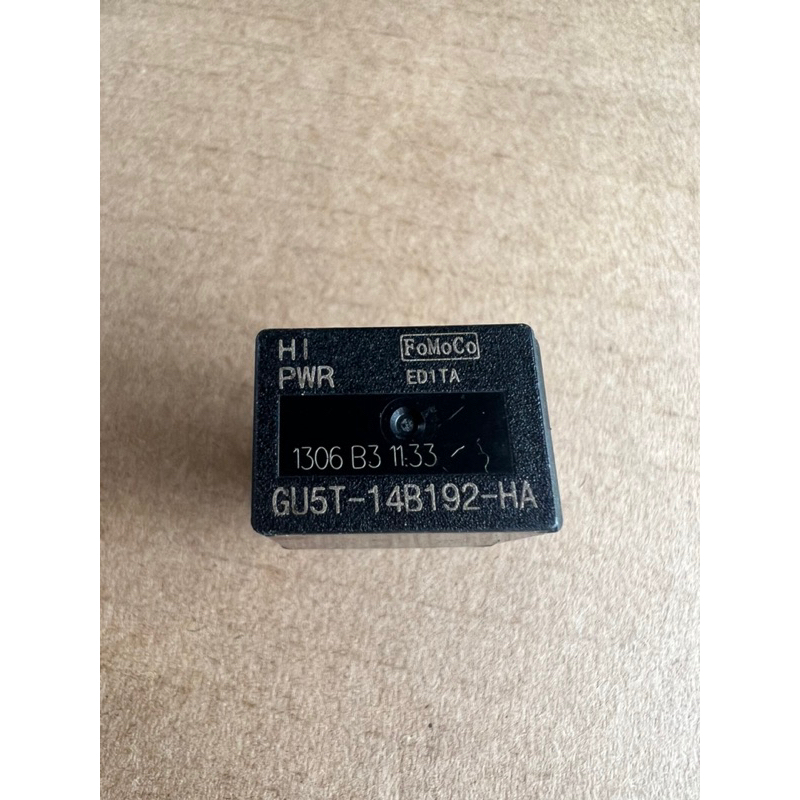 HI
PWR
FoMoCo
ED1TA
1306 B3 11:33
GU5T-14B192-HA